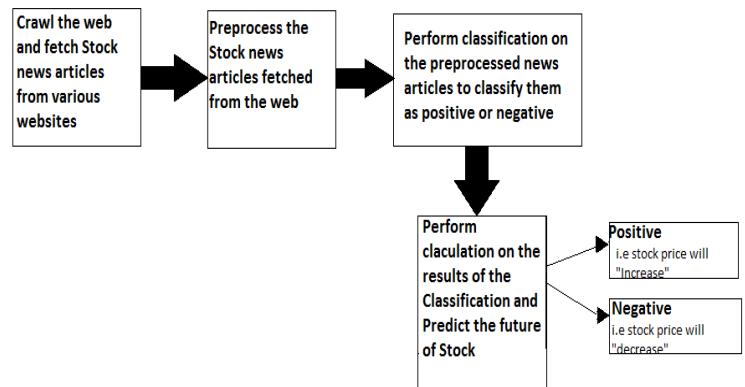 Crawl the web
and fetch Stock
news articles
from various
websites
Preprocess the
Stock news
articles fetched
from the web
Perform classification on
the preprocessed news
articles to classify them
as positive or negative
Perform
claculation on the
results of the
Classification and
Predict the future
of Stock
Positive
i.e stock price will
"Increase"
Negative
i.e stock price will
"decrease"